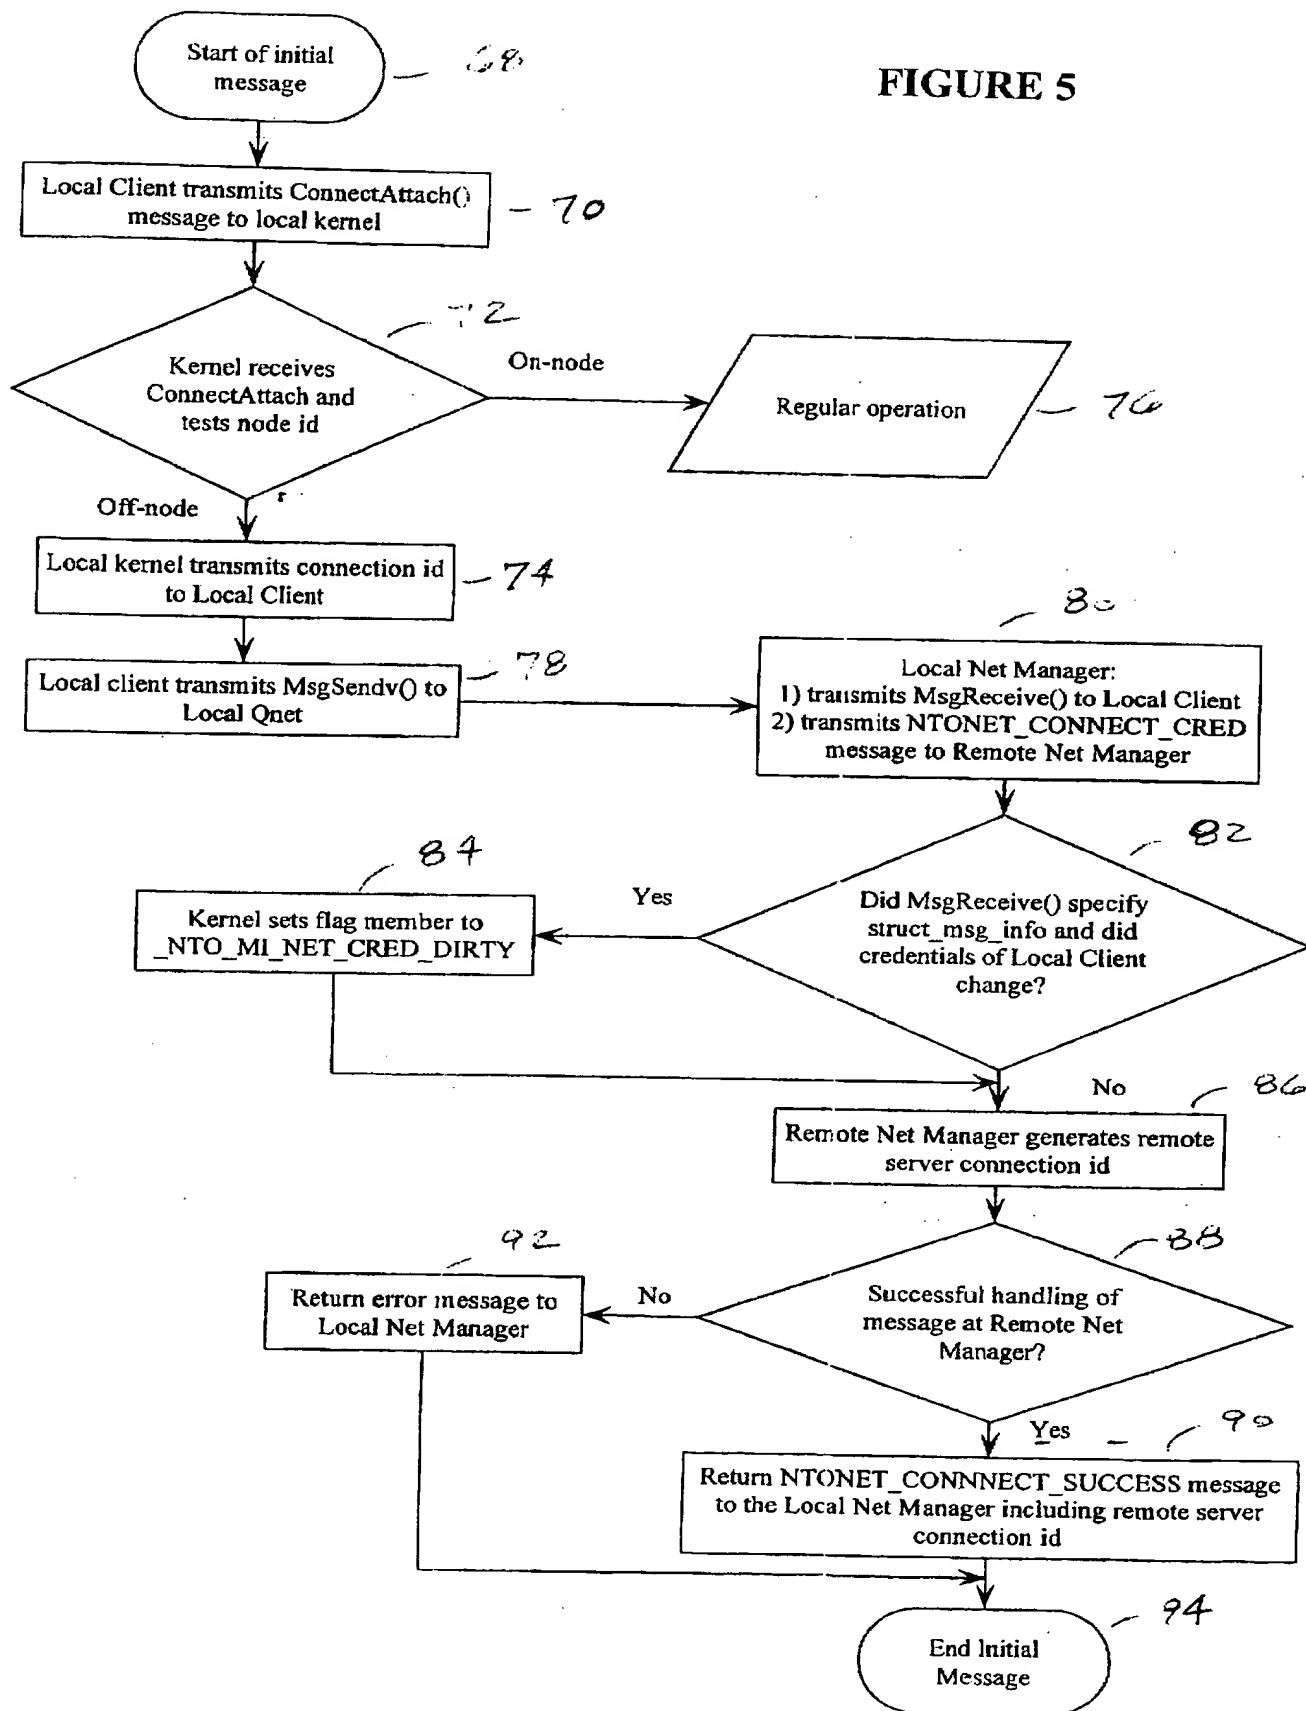 FIGURE 5
Start of initial
message
68
Local Client transmits ConnectAttach()
message to local kernel
70
72
Kernel receives
ConnectAttach and
tests node id
On-node
Regular operation
76
Off-node
Local kernel transmits connection id
to Local Client
74
Local client transmits MsgSendv() to
Local Qnet
78
80
Local Net Manager:
1) transmits MsgReceive() to Local Client
2) transmits NTONET_CONNECT_CRED
message to Remote Net Manager
82
Did MsgReceive() specify
struct_msg_info and did
credentials of Local Client
change?
Yes
84
Kernel sets flag member to
_NTO_MI_NET_CRED_DIRTY
No
86
Remote Net Manager generates remote
server connection id
88
Successful handling of
message at Remote Net
Manager?
No
92
Return error message to
Local Net Manager
Yes
90
Return NTONET_CONNNECT_SUCCESS message
to the Local Net Manager including remote server
connection id
94
End Initial
Message